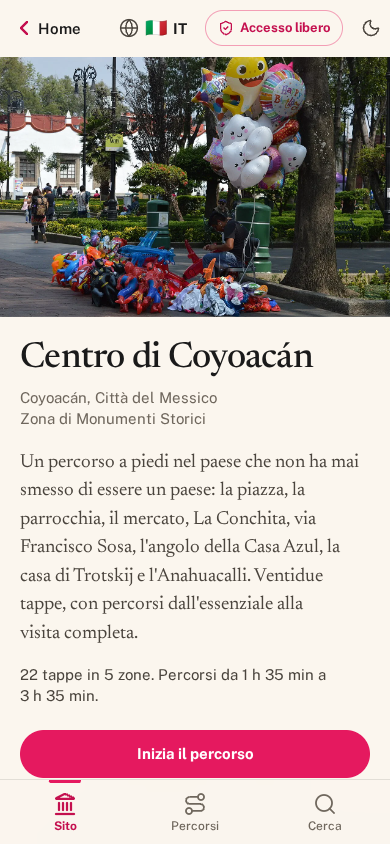 Home
IT
Accesso libero
Centro di Coyoacán
Coyoacán, Città del Messico
Zona di Monumenti Storici
Un percorso a piedi nel paese che non ha mai
smesso di essere un paese: la piazza, la
parrocchia, il mercato, La Conchita, via
Francisco Sosa, l'angolo della Casa Azul, la
casa di Trotskij e l'Anahuacalli. Ventidue
tappe, con percorsi dall'essenziale alla
visita completa.
22 tappe in 5 zone. Percorsi da 1 h 35 min a
3 h 35 min.
Inizia il percorso
Sito
Percorsi
Cerca